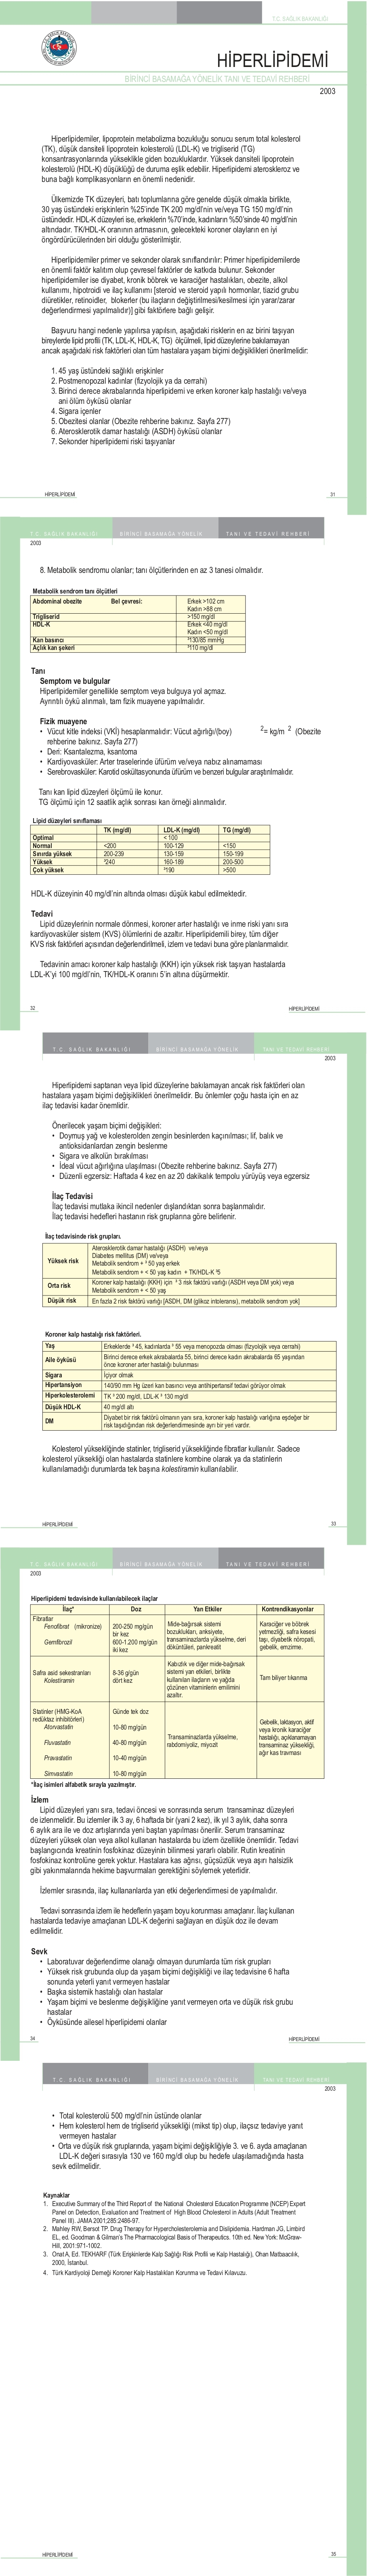 T.C. SAĞLIK BAKANLIĞI
HİPERLİPİDEMİ
BİRİNCİ BASAMAĞA YÖNELİK TANI VE TEDAVİ REHBERİ
2003
Hiperlipidemiler, lipoprotein metabolizma bozukluğu sonucu serum total kolesterol
(TK), düşük dansiteli lipoprotein kolesterolü (LDL-K) ve trigliserid (TG)
konsantrasyonlarında yükseklikle giden bozukluklardır. Yüksek dansiteli lipoprotein
kolesterolü (HDL-K) düşüklüğü de duruma eşlik edebilir. Hiperlipidemi ateroskleroz ve
buna bağlı komplikasyonların en önemli nedenidir.
Ülkemizde TK düzeyleri, batı toplumlarına göre genelde düşük olmakla birlikte,
30 yaş üstündeki erişkinlerin %25'inde TK 200 mg/dl'nin ve/veya TG 150 mg/dl'nin
üstündedir. HDL-K düzeyleri ise, erkeklerin %70'inde, kadınların %50'sinde 40 mg/dl'nin
altındadır. TK/HDL-K oranının artmasının, gelecekteki koroner olayların en iyi
öngördürücülerinden biri olduğu gösterilmiştir.
Hiperlipidemiler primer ve sekonder olarak sınıflandırılır: Primer hiperlipidemilerde
en önemli faktör kalıtım olup çevresel faktörler de katkıda bulunur. Sekonder
hiperlipidemiler ise diyabet, kronik böbrek ve karaciğer hastalıkları, obezite, alkol
kullanımı, hipotroidi ve ilaç kullanımı [steroid ve steroid yapılı hormonlar, tiazid grubu
diüretikler, retinoidler, blokerler (bu ilaçların değiştirilmesi/kesilmesi için yarar/zarar
değerlendirmesi yapılmalıdır)] gibi faktörlere bağlı gelişir.
Başvuru hangi nedenle yapılırsa yapılsın, aşağıdaki risklerin en az birini taşıyan
bireylerde lipid profili (TK, LDL-K, HDL-K, TG) ölçülmeli, lipid düzeylerine bakılamayan
ancak aşağıdaki risk faktörleri olan tüm hastalara yaşam biçimi değişiklikleri önerilmelidir:
1. 45 yaş üstündeki sağlıklı erişkinler
2. Postmenopozal kadınlar (fizyolojik ya da cerrahi)
3. Birinci derece akrabalarında hiperlipidemi ve erken koroner kalp hastalığı ve/veya
ani ölüm öyküsü olanlar
4. Sigara içenler
5. Obezitesi olanlar (Obezite rehberine bakınız. Sayfa 277)
6. Aterosklerotik damar hastalığı (ASDH) öyküsü olanlar
7. Sekonder hiperlipidemi riski taşıyanlar
HİPERLİPİDEMİ
31
T.C. SAĞLIK BAKANLIĞI BİRİNCİ BASAMAĞA YÖNELİK TANI VE TEDAVİ REHBERİ
2003
8. Metabolik sendromu olanlar; tanı ölçütlerinden en az 3 tanesi olmalıdır.
Metabolik sendrom tanı ölçütleri
Abdominal obezite Bel çevresi: Erkek >102 cm
Kadın >88 cm
Trigliserid >150 mg/dl
HDL-K Erkek <40 mg/dl
Kadın <50 mg/dl
Kan basıncı ³130/85 mmHg
Açlık kan şekeri ³110 mg/dl
Tanı
Semptom ve bulgular
Hiperlipidemiler genellikle semptom veya bulguya yol açmaz.
Ayrıntılı öykü alınmalı, tam fizik muayene yapılmalıdır.
Fizik muayene
• Vücut kitle indeksi (VKİ) hesaplanmalıdır: Vücut ağırlığı/(boy) 2= kg/m 2 (Obezite
rehberine bakınız. Sayfa 277)
• Deri: Ksantalezma, ksantoma
• Kardiyovasküler: Arter traselerinde üfürüm ve/veya nabız alınamaması
• Serebrovasküler: Karotid oskültasyonunda üfürüm ve benzeri bulgular araştırılmalıdır.
Tanı kan lipid düzeyleri ölçümü ile konur.
TG ölçümü için 12 saatlik açlık sonrası kan örneği alınmalıdır.
Lipid düzeyleri sınıflaması
TK (mg/dl) LDL-K (mg/dl) TG (mg/dl)
Optimal < 100
Normal <200 100-129 <150
Sınırda yüksek 200-239 130-159 150-199
Yüksek ³240 160-189 200-500
Çok yüksek ³190 >500
HDL-K düzeyinin 40 mg/dl'nin altında olması düşük kabul edilmektedir.
Tedavi
Lipid düzeylerinin normale dönmesi, koroner arter hastalığı ve inme riski yanı sıra
kardiyovasküler sistem (KVS) ölümlerini de azaltır. Hiperlipidemili birey, tüm diğer
KVS risk faktörleri açısından değerlendirilmeli, izlem ve tedavi buna göre planlanmalıdır.
Tedavinin amacı koroner kalp hastalığı (KKH) için yüksek risk taşıyan hastalarda
LDL-K'yi 100 mg/dl'nin, TK/HDL-K oranını 5'in altına düşürmektir.
32
HİPERLİPİDEMİ
T.C. SAĞLIK BAKANLIĞI BİRİNCİ BASAMAĞA YÖNELİK TANI VE TEDAVİ REHBERİ
2003
Hiperlipidemi saptanan veya lipid düzeylerine bakılamayan ancak risk faktörleri olan
hastalara yaşam biçimi değişiklikleri önerilmelidir. Bu önlemler çoğu hasta için en az
ilaç tedavisi kadar önemlidir.
Önerilecek yaşam biçimi değişikleri:
• Doymuş yağ ve kolesterolden zengin besinlerden kaçınılması; lif, balık ve
antioksidanlardan zengin beslenme
• Sigara ve alkolün bırakılması
• İdeal vücut ağırlığına ulaşılması (Obezite rehberine bakınız. Sayfa 277)
• Düzenli egzersiz: Haftada 4 kez en az 20 dakikalık tempolu yürüyüş veya egzersiz
İlaç Tedavisi
İlaç tedavisi mutlaka ikincil nedenler dışlandıktan sonra başlanmalıdır.
İlaç tedavisi hedefleri hastanın risk gruplarına göre belirlenir.
İlaç tedavisinde risk grupları.
Yüksek risk Aterosklerotik damar hastalığı (ASDH) ve/veya
Diabetes mellitus (DM) ve/veya
Metabolik sendrom + ³ 50 yaş erkek
Metabolik sendrom + < 50 yaş kadın + TK/HDL-K ³5
Orta risk Koroner kalp hastalığı (KKH) için ³ 3 risk faktörü varlığı (ASDH veya DM yok) veya
Metabolik sendrom + < 50 yaş
Düşük risk En fazla 2 risk faktörü varlığı [ASDH, DM (glikoz intoleransı), metabolik sendrom yok]
Koroner kalp hastalığı risk faktörleri.
Yaş Erkeklerde ³ 45, kadınlarda ³ 55 veya menopozda olması (fizyolojik veya cerrahi)
Aile öyküsü Birinci derece erkek akrabalarda 55, birinci derece kadın akrabalarda 65 yaşından
önce koroner arter hastalığı bulunması
Sigara İçiyor olmak
Hipertansiyon 140/90 mm Hg üzeri kan basıncı veya antihipertansif tedavi görüyor olmak
Hiperkolesterolemi TK ³ 200 mg/dl, LDL-K ³ 130 mg/dl
Düşük HDL-K 40 mg/dl altı
DM Diyabet bir risk faktörü olmanın yanı sıra, koroner kalp hastalığı varlığına eşdeğer bir
risk taşıdığından risk değerlendirmesinde ayrı bir yeri vardır.
Kolesterol yüksekliğinde statinler, trigliserid yüksekliğinde fibratlar kullanılır. Sadece
kolesterol yüksekliği olan hastalarda statinlere kombine olarak ya da statinlerin
kullanılamadığı durumlarda tek başına kolestiramin kullanılabilir.
HİPERLİPİDEMİ
33
T.C. SAĞLIK BAKANLIĞI BİRİNCİ BASAMAĞA YÖNELİK TANI VE TEDAVİ REHBERİ
2003
Hiperlipidemi tedavisinde kullanılabilecek ilaçlar
İlaç* Doz Yan Etkiler Kontrendikasyonlar
Fibratlar
Fenofibrat (mikronize) 200-250 mg/gün
bir kez
Gemfibrozil 600-1.200 mg/gün
iki kez
Mide-bağırsak sistemi
bozuklukları, anksiyete,
transaminazlarda yükselme, deri
döküntüleri, pankreatit
Karaciğer ve böbrek
yetmezliği, safra kesesi
taşı, diyabetik nöropati,
gebelik, emzirme.
Safra asid sekestranları
Kolestiramin
8-36 g/gün
dört kez
Kabızlık ve diğer mide-bağırsak
sistemi yan etkileri, birlikte
kullanılan ilaçların ve yağda
çözünen vitaminlerin emilimini
azaltır.
Tam biliyer tıkanma
Statinler (HMG-KoA
redüktaz inhibitörleri)
Günde tek doz
Atorvastatin 10-80 mg/gün
Fluvastatin 40-80 mg/gün
Pravastatin 10-40 mg/gün
Simvastatin 10-80 mg/gün
Transaminazlarda yükselme,
rabdomiyoliz, miyozit
Gebelik, laktasyon, aktif
veya kronik karaciğer
hastalığı, açıklanamayan
transaminaz yüksekliği,
ağır kas travması
*İlaç isimleri alfabetik sırayla yazılmıştır.
İzlem
Lipid düzeyleri yanı sıra, tedavi öncesi ve sonrasında serum transaminaz düzeyleri
de izlenmelidir. Bu izlemler ilk 3 ay, 6 haftada bir (yani 2 kez), ilk yıl 3 aylık, daha sonra
6 aylık ara ile ve doz artışlarında yeni baştan yapılması önerilir. Serum transaminaz
düzeyleri yüksek olan veya alkol kullanan hastalarda bu izlem özellikle önemlidir. Tedavi
başlangıcında kreatinin fosfokinaz düzeyinin bilinmesi yararlı olabilir. Rutin kreatinin
fosfokinaz kontrolüne gerek yoktur. Hastalara kas ağrısı, güçsüzlük veya aşırı halsizlik
gibi yakınmalarında hekime başvurmaları gerektiğini söylemek yeterlidir.
İzlemler sırasında, ilaç kullananlarda yan etki değerlendirmesi de yapılmalıdır.
Tedavi sonrasında izlem ile hedeflerin yaşam boyu korunması amaçlanır. İlaç kullanan
hastalarda tedaviye amaçlanan LDL-K değerini sağlayan en düşük doz ile devam
edilmelidir.
Sevk
• Laboratuvar değerlendirme olanağı olmayan durumlarda tüm risk grupları
• Yüksek risk grubunda olup da yaşam biçimi değişikliği ve ilaç tedavisine 6 hafta
sonunda yeterli yanıt vermeyen hastalar
• Başka sistemik hastalığı olan hastalar
• Yaşam biçimi ve beslenme değişikliğine yanıt vermeyen orta ve düşük risk grubu
hastalar
• Öyküsünde ailesel hiperlipidemi olanlar
34
HİPERLİPİDEMİ
T.C. SAĞLIK BAKANLIĞI BİRİNCİ BASAMAĞA YÖNELİK TANI VE TEDAVİ REHBERİ
2003
• Total kolesterolü 500 mg/dl'nin üstünde olanlar
• Hem kolesterol hem de trigliserid yüksekliği (mikst tip) olup, ilaçsız tedaviye yanıt
vermeyen hastalar
• Orta ve düşük risk gruplarında, yaşam biçimi değişikliğiyle 3. ve 6. ayda amaçlanan
LDL-K değeri sırasıyla 130 ve 160 mg/dl olup bu hedefe ulaşılamadığında hasta
sevk edilmelidir.
Kaynaklar
1. Executive Summary of the Third Report of the National Cholesterol Education Programme (NCEP) Expert
Panel on Detection, Evaluation and Treatment of High Blood Cholesterol in Adults (Adult Treatment
Panel III). JAMA 2001;285:2486-97.
2. Mahley RW, Bersot TP. Drug Therapy for Hypercholesterolemia and Dislipidemia. Hardman JG, Limbird
EL, ed. Goodman & Gilman's The Pharmacological Basis of Therapeutics. 10th ed. New York: McGraw-
Hill, 2001:971-1002.
3. Onat A, Ed. TEKHARF (Türk Erişkinlerde Kalp Sağlığı Risk Profili ve Kalp Hastalığı), Ohan Matbaacılık,
2000, İstanbul.
4. Türk Kardiyoloji Derneği Koroner Kalp Hastalıkları Korunma ve Tedavi Kılavuzu.
HİPERLİPİDEMİ
35